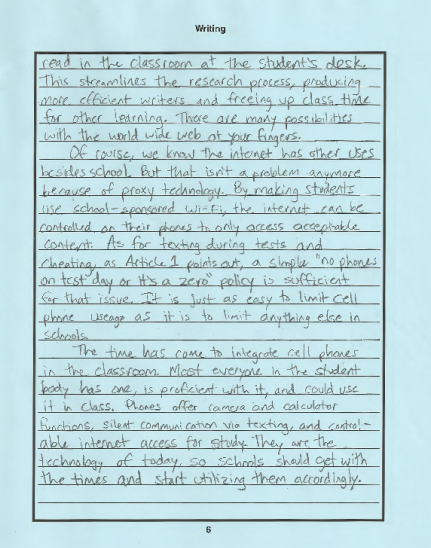 Writing
read in the classroom at the student's desk.
This streamlines the research process, producing
more efficient writers and freeing up class time
for other learning. There are many possibilities
with the world wide web at your fingers.
Of course, we know the internet has other uses
besides school. But that isn't a problem anymore
because of proxy technology. By making students
use school-sponsored wi-fi, the internet can be
controlled on their phones to only access acceptable
content. As for texting during tests and
cheating, as Article 1 points out, a simple "no phones
on test day or it's a zero" policy is sufficient
for that issue. It is just as easy to limit cell
phone useage as it is to limit anything else in
schools.
The time has come to integrate cell phones
in the classroom. Most everyone in the student
body has one, is proficient with it, and could use
it in class. Phones offer camera and calculator
functions, silent communication via texting, and control-
able internet access for study. They are the
technology of today, so schools should get with
the times and start utilizing them accordingly.
6